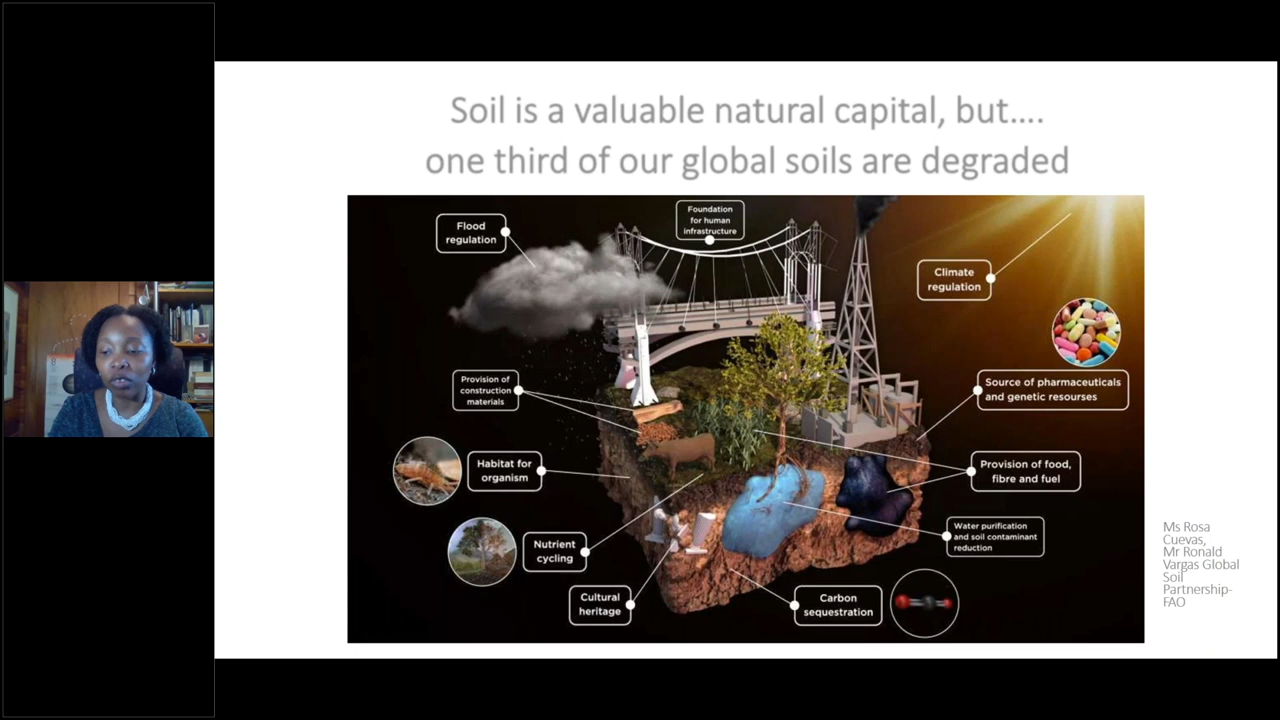 Soil is a valuable natural capital, but....
one third of our global soils are degraded
Flood
regulation
Foundation
for human
infrastructure
Climate
regulation
Provision of
construction
materials
Source of pharmaceuticals
and genetic resourses
Habitat for
organism
Provision of food,
fibre and fuel
Nutrient
cycling
Water purification
and soil contaminant
reduction
Cultural
heritage
Carbon
sequestration
Ms Rosa
Cuevas,
Mr Ronald
Vargas Global
Soil
Partnership-
FAO